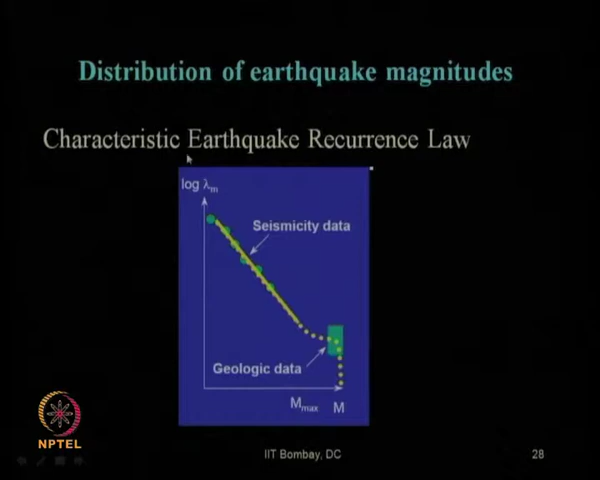 Distribution of earthquake magnitudes
Characteristic Earthquake Recurrence Law
log λm
Seismicity data
Geologic data
Mmax M
NPTEL
IIT Bombay, DC
28